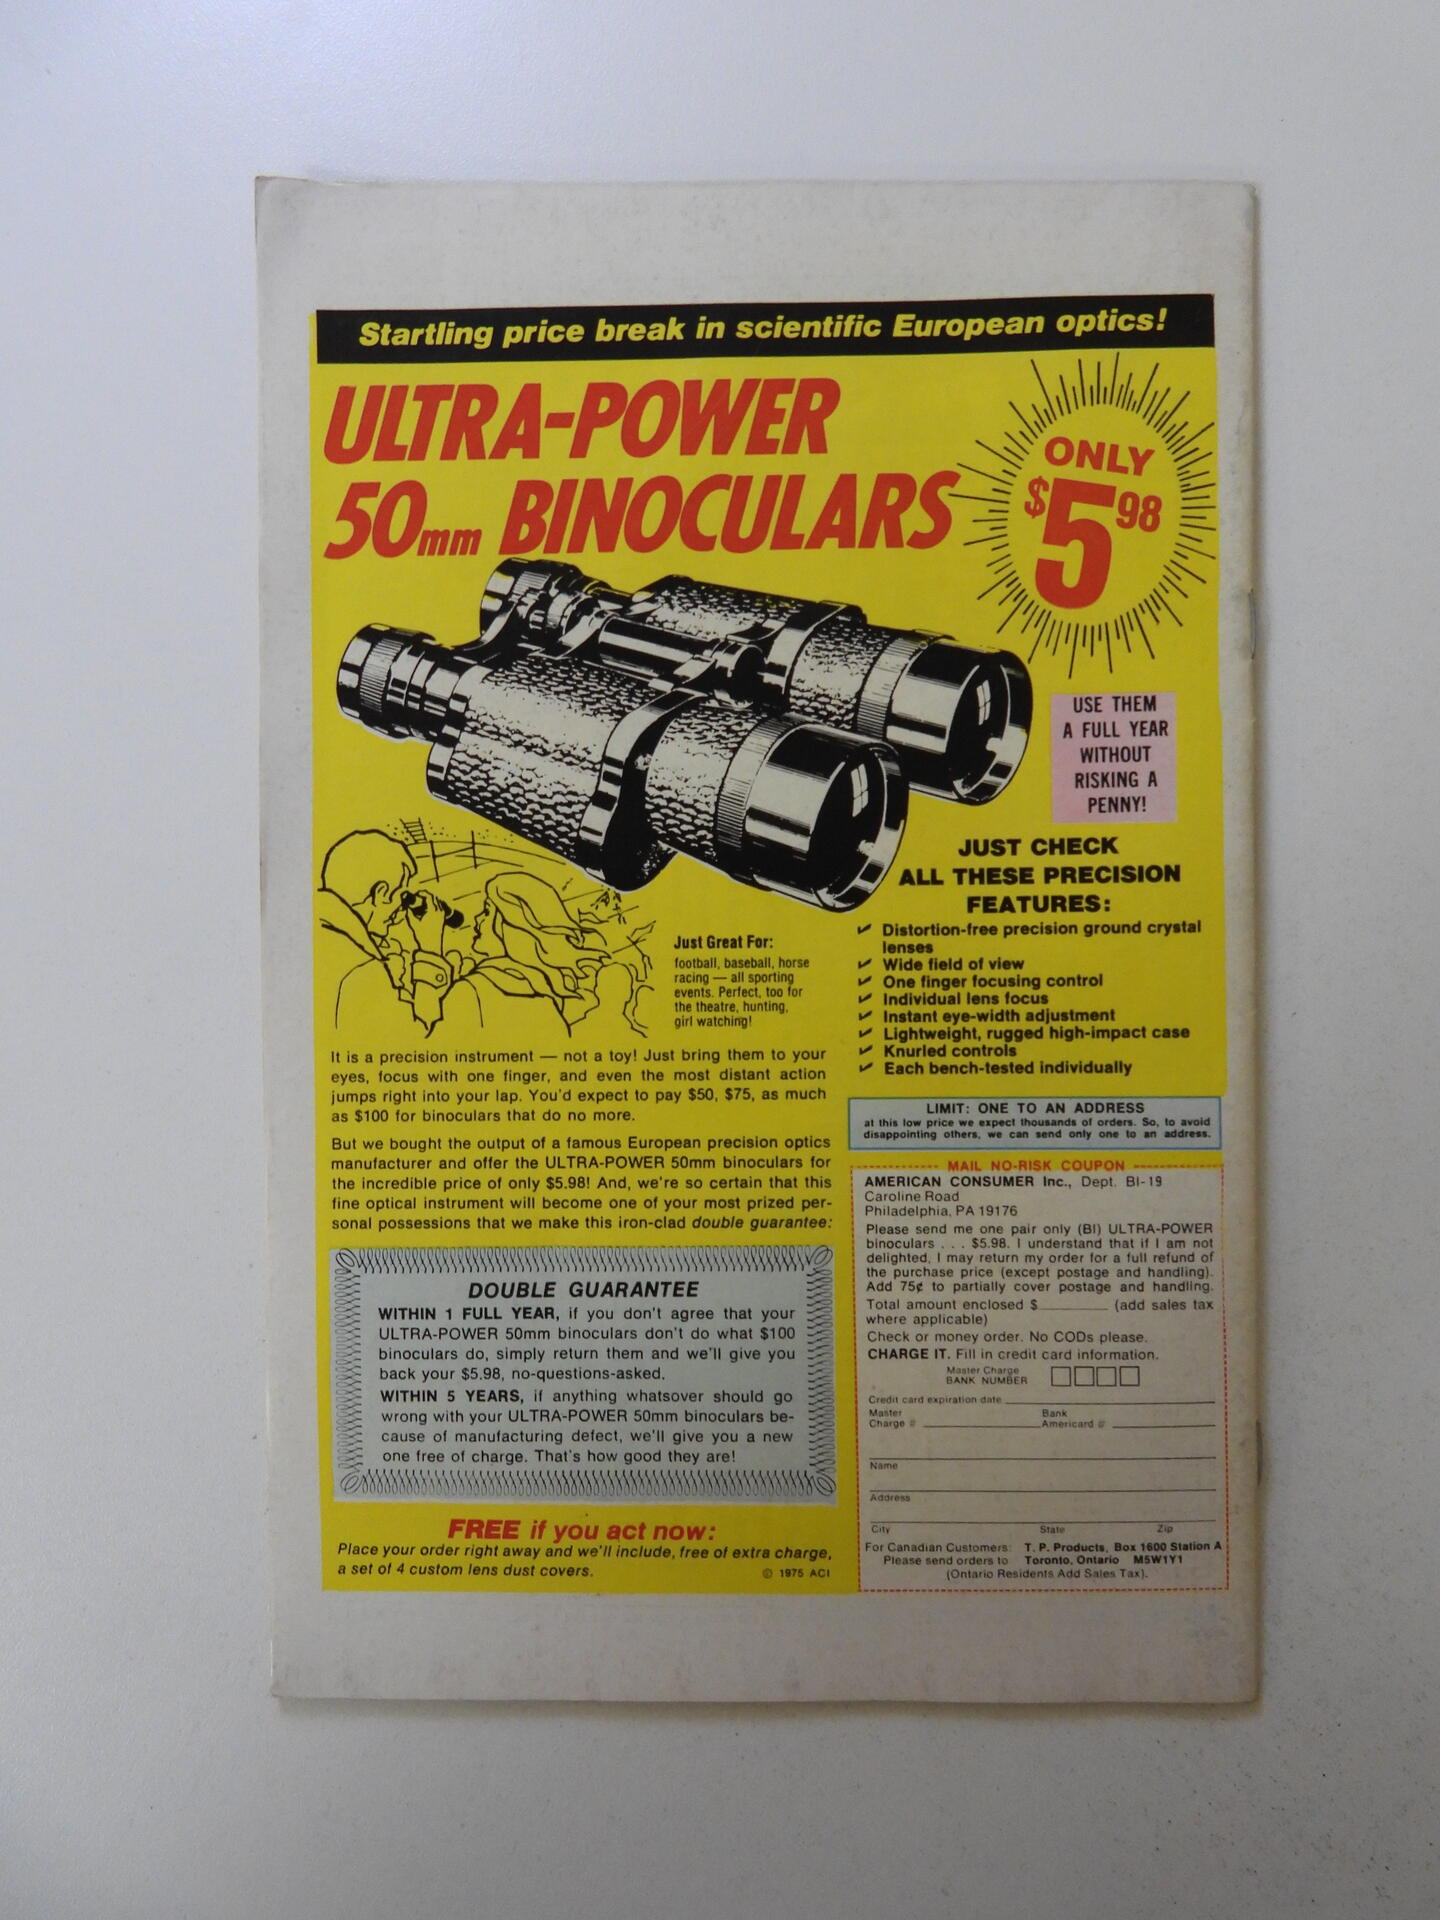 Startling price break in scientific European optics!
ULTRA-POWER
50mm BINOCULARS
ONLY
$5 98
USE THEM
A FULL YEAR
WITHOUT
RISKING A
PENNY!
JUST CHECK
ALL THESE PRECISION
FEATURES:
Distortion-free precision ground crystal
lenses
Wide field of view
One finger focusing control
Individual lens focus
Instant eye-width adjustment
Lightweight, rugged high-impact case
Knurled controls
Each bench-tested individually
Just Great For:
football, baseball, horse
racing — all sporting
events. Perfect, too for
the theatre, hunting,
girl watching!
It is a precision instrument — not a toy! Just bring them to your
eyes, focus with one finger, and even the most distant action
jumps right into your lap. You'd expect to pay $50, $75, as much
as $100 for binoculars that do no more.
But we bought the output of a famous European precision optics
manufacturer and offer the ULTRA-POWER 50mm binoculars for
the incredible price of only $5.98! And, we're so certain that this
fine optical instrument will become one of your most prized per-
sonal possessions that we make this iron-clad double guarantee:
DOUBLE GUARANTEE
WITHIN 1 FULL YEAR, if you don't agree that your
ULTRA-POWER 50mm binoculars don't do what $100
binoculars do, simply return them and we'll give you
back your $5.98, no-questions-asked.
WITHIN 5 YEARS, if anything whatsover should go
wrong with your ULTRA-POWER 50mm binoculars be-
cause of manufacturing defect, we'll give you a new
one free of charge. That's how good they are!
FREE if you act now:
Place your order right away and we'll include, free of extra charge,
a set of 4 custom lens dust covers.
© 1975 ACI
LIMIT: ONE TO AN ADDRESS
at this low price we expect thousands of orders. So, to avoid
disappointing others, we can send only one to an address.
MAIL NO-RISK COUPON
AMERICAN CONSUMER Inc., Dept. BI-19
Caroline Road
Philadelphia, PA 19176
Please send me one pair only (BI) ULTRA-POWER
binoculars . . . $5.98. I understand that if I am not
delighted, I may return my order for a full refund of
the purchase price (except postage and handling).
Add 75¢ to partially cover postage and handling.
Total amount enclosed $________ (add sales tax
where applicable)
Check or money order. No CODs please.
CHARGE IT. Fill in credit card information.
Master Charge
BANK NUMBER
Credit card expiration date
Master Bank
Charge # Americard #
Name
Address
City State Zip
For Canadian Customers: T. P. Products, Box 1600 Station A
Please send orders to Toronto, Ontario M5W1Y1
(Ontario Residents Add Sales Tax).